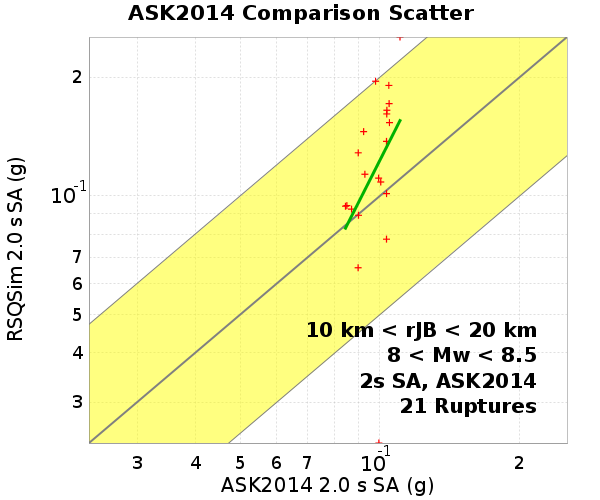 ASK2014 Comparison Scatter
RSQSim 2.0 s SA (g)
2
10-1
7
6
5
4
3
10 km < rJB < 20 km
8 < Mw < 8.5
2s SA, ASK2014
21 Ruptures
3 4 5 6 7 10-1 2
ASK2014 2.0 s SA (g)